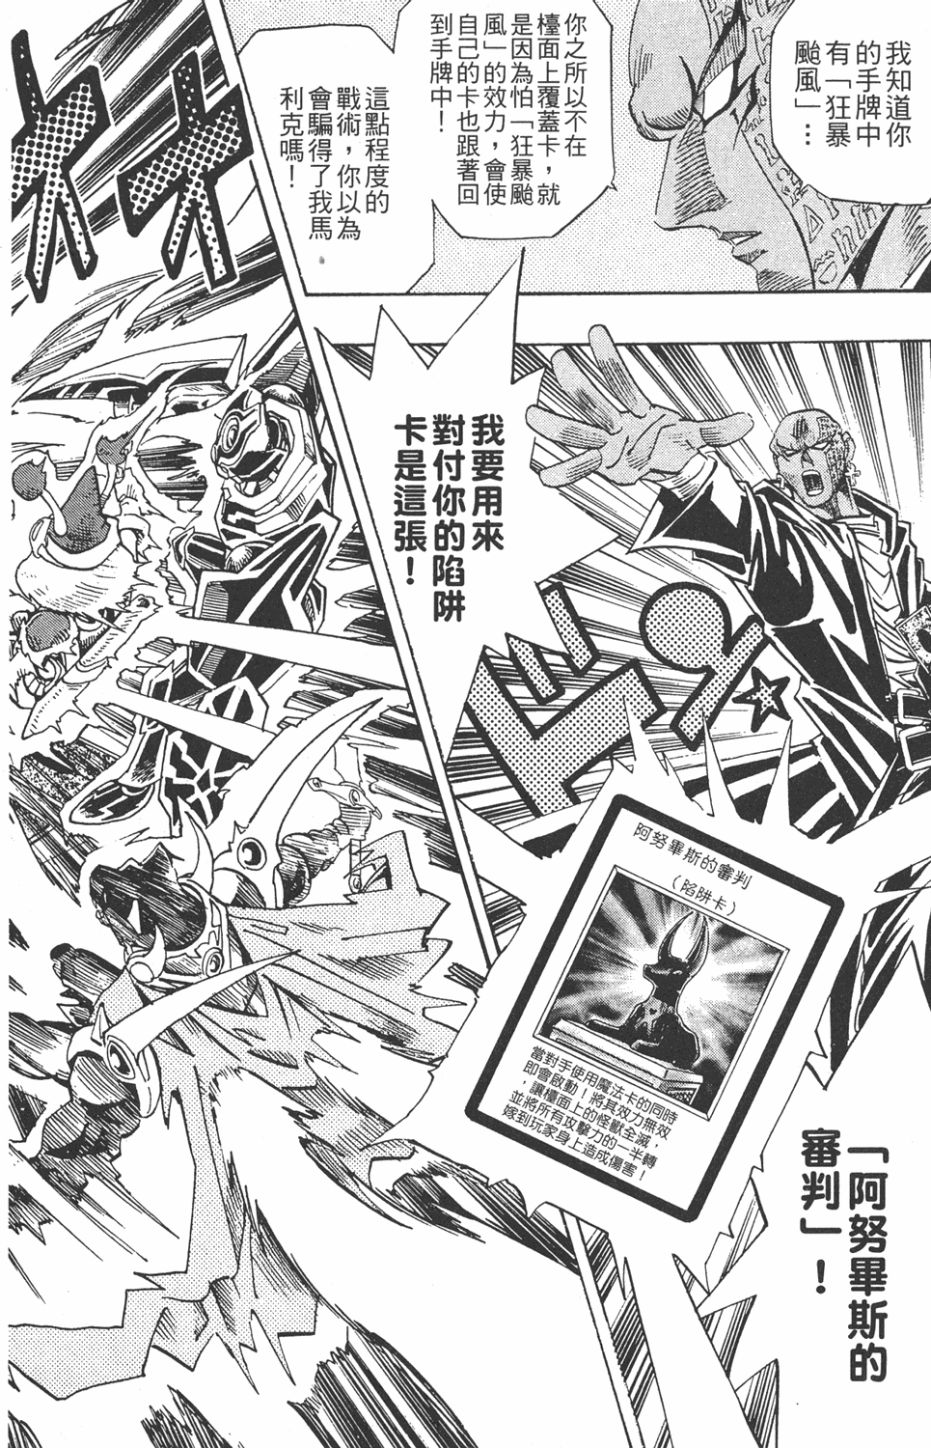 我知道你
的手牌中
有「狂暴
颱風」…
你之所以不在
檯面上覆蓋卡，就
是因為怕「狂暴颱
風」的效力，會使
自己的卡也跟著回
到手牌中！
這點程度的
戰術，你以為
會騙得了我馬
利克嗎！
我要用來
對付你的陷阱
卡是這張！
ドン
阿努畢斯的審判
（陷阱卡）
當對手使用魔法卡的同時
即會啟動！將其效力無效
，讓檯面上的怪獸全滅，
並將所有攻擊力的一半轉
嫁到玩家身上造成傷害！
「阿努畢斯的
審判」！